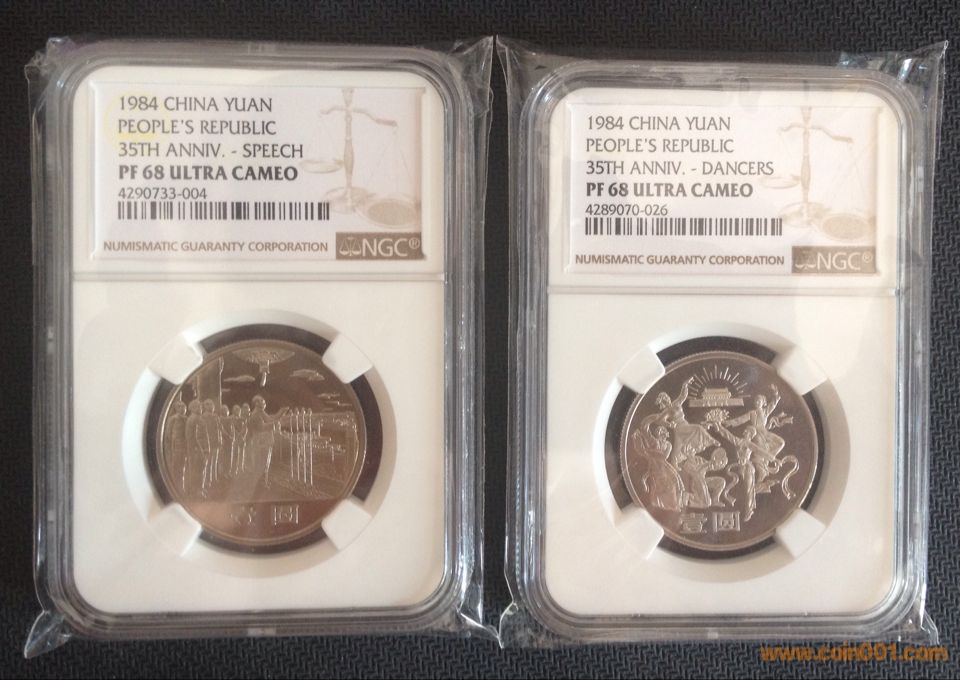 1984 CHINA YUAN
PEOPLE'S REPUBLIC
35TH ANNIV. - SPEECH
PF 68 ULTRA CAMEO
4290733-004
NUMISMATIC GUARANTY CORPORATION
NGC®
壹圆
1984 CHINA YUAN
PEOPLE'S REPUBLIC
35TH ANNIV. - DANCERS
PF 68 ULTRA CAMEO
4289070-026
NUMISMATIC GUARANTY CORPORATION
NGC®
壹圆
www.coin001.com